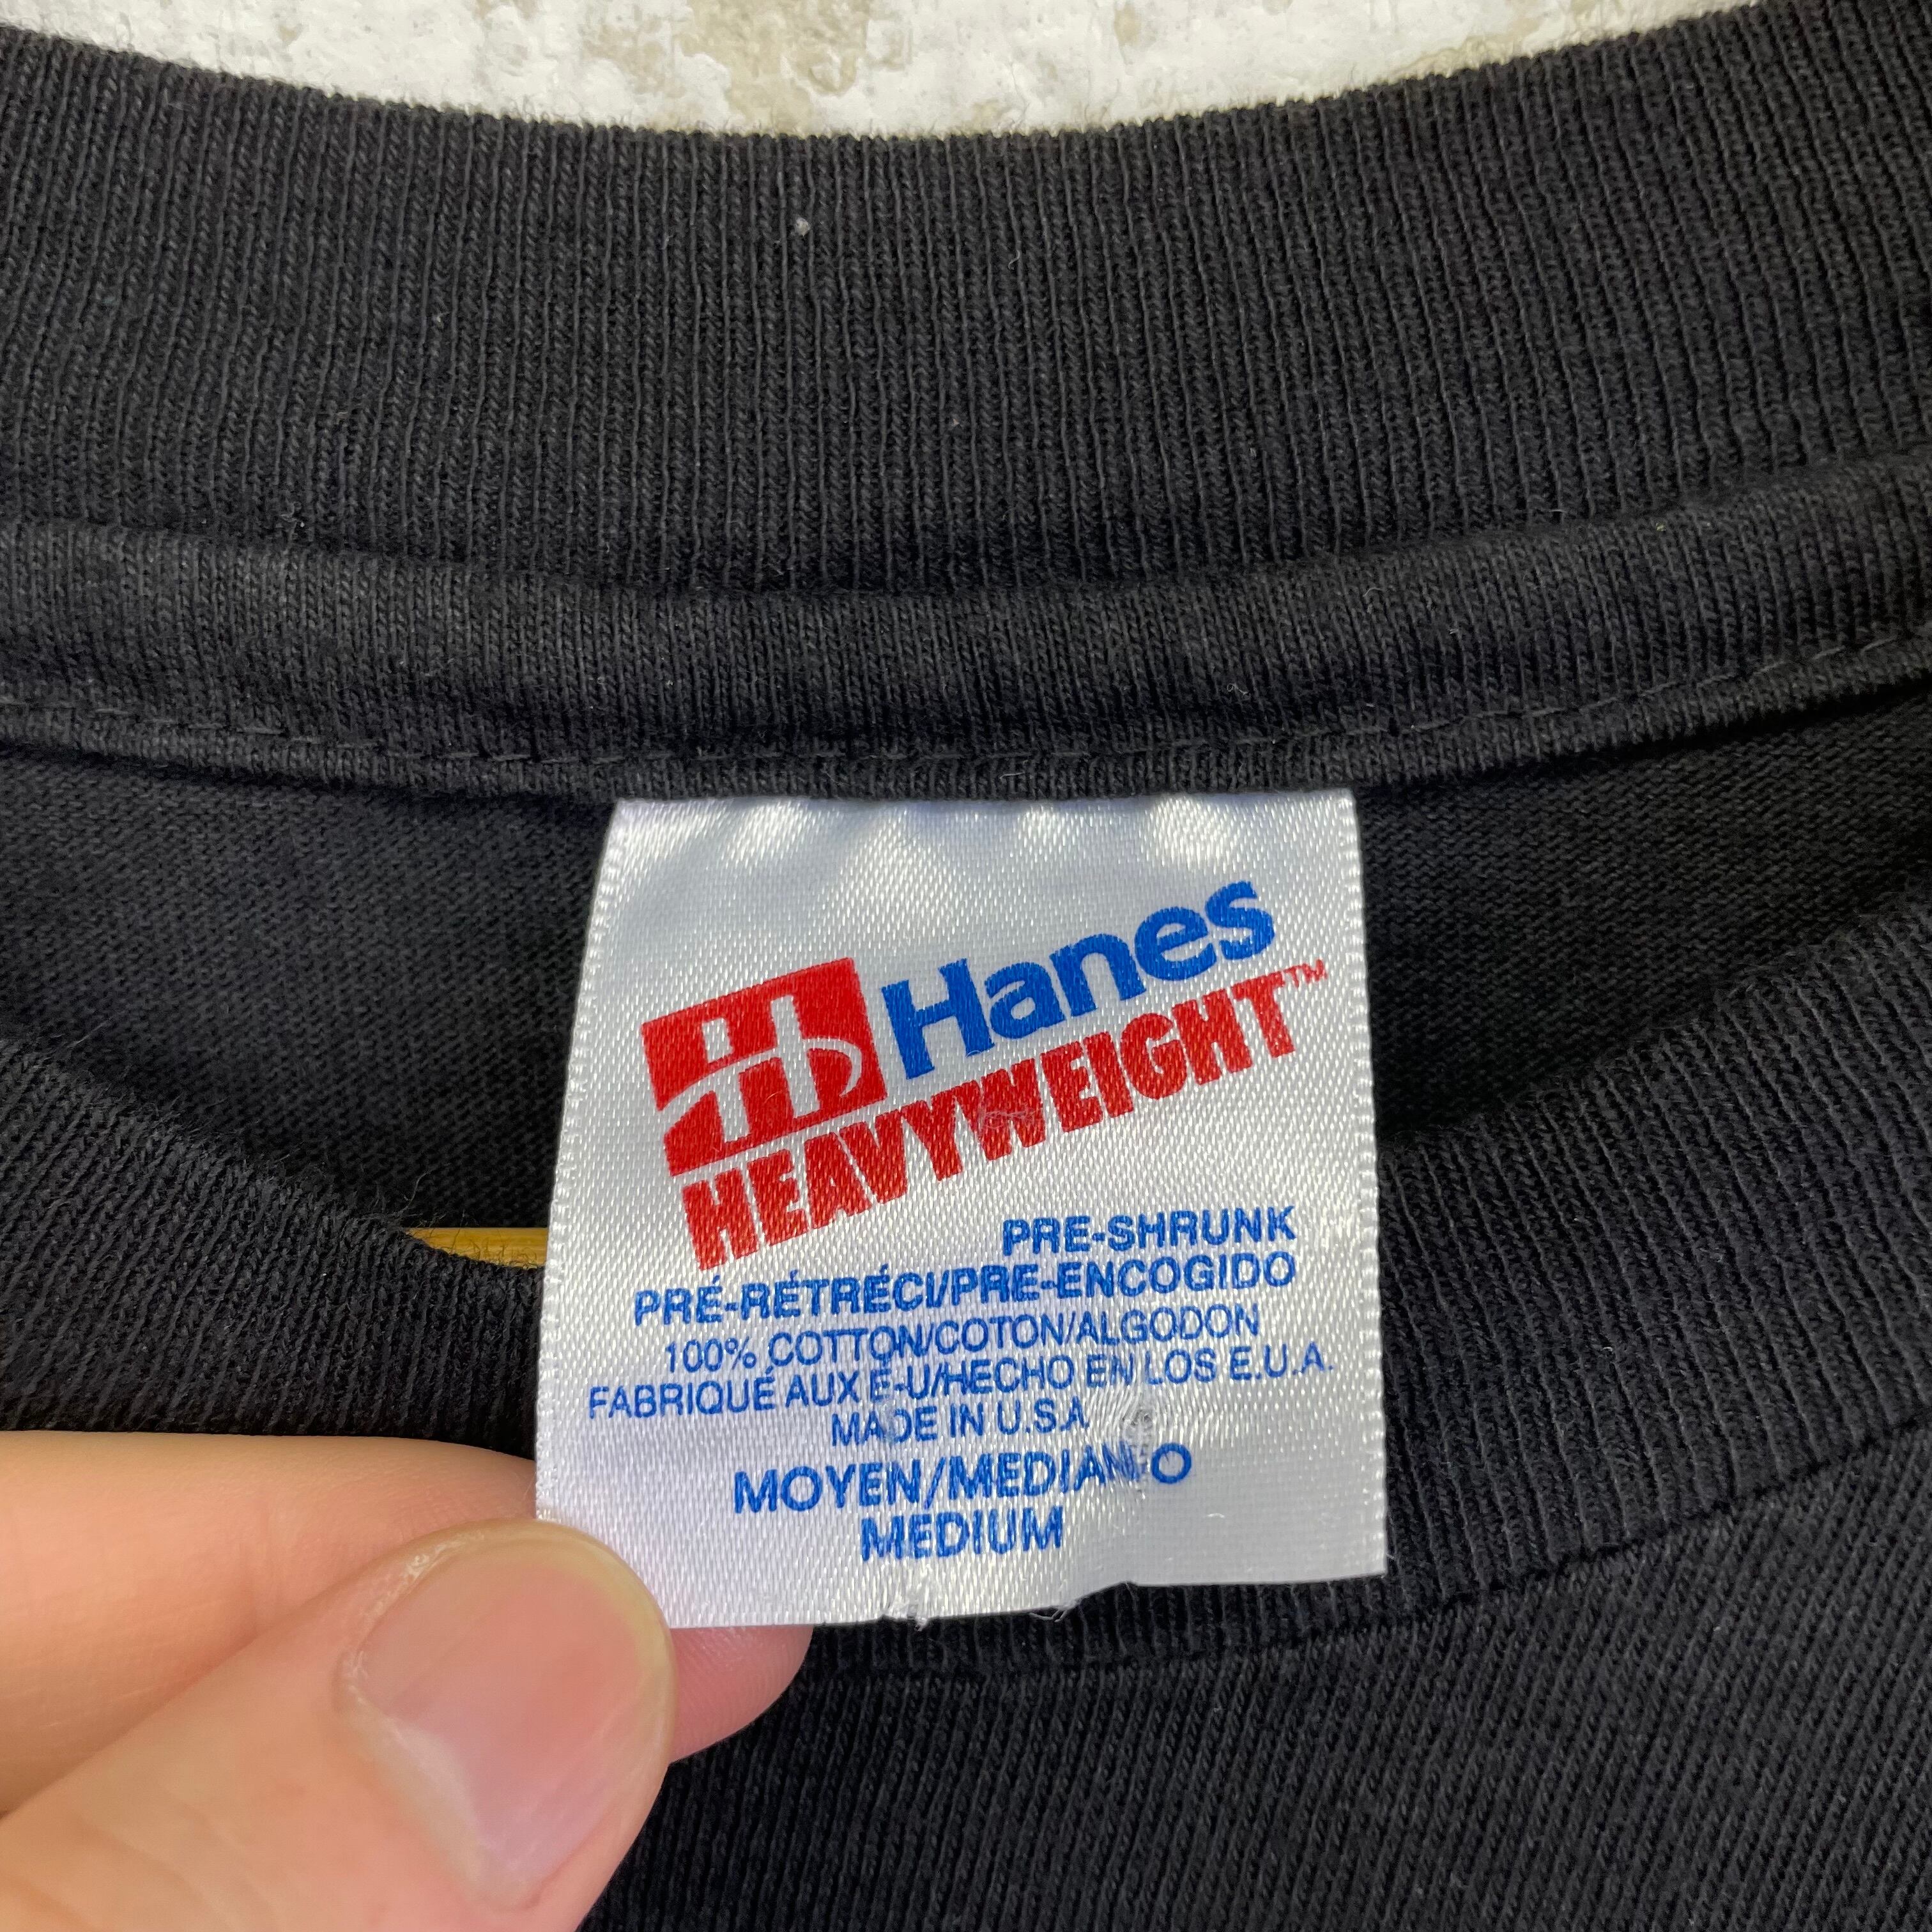 Hanes
HEAVYWEIGHT™
PRE-SHRUNK
PRÉ-RÉTRÉCI/PRE-ENCOGIDO
100% COTTON/COTON/ALGODON
FABRIQUÉ AUX É-U/HECHO EN LOS E.U.A.
MADE IN U.S.A
MOYEN/MEDIANO
MEDIUM